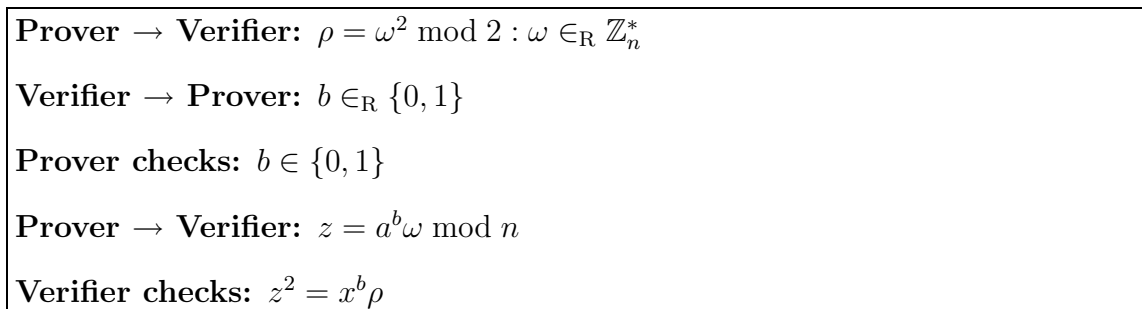 Prover → Verifier: ρ = ω² mod 2 : ω ∈_R ℤ*_n
Verifier → Prover: b ∈_R {0, 1}
Prover checks: b ∈ {0, 1}
Prover → Verifier: z = a^b ω mod n
Verifier checks: z² = x^b ρ